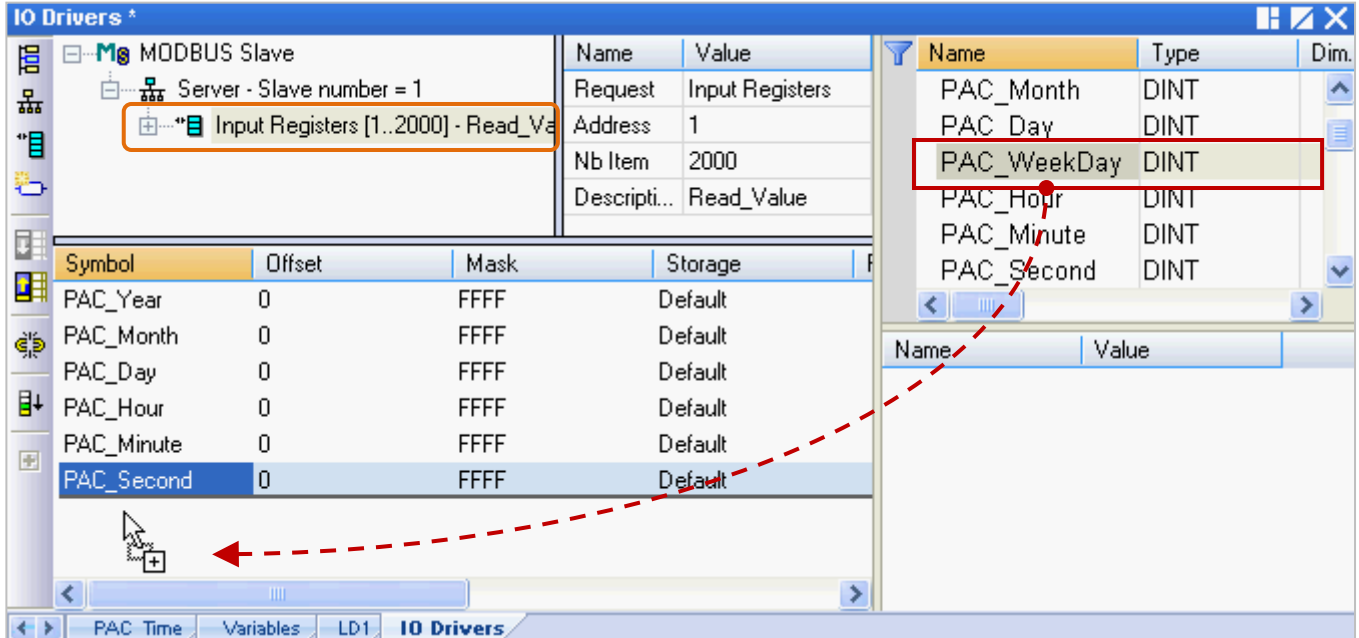 IO Drivers *
MODBUS Slave
Server - Slave number = 1
Input Registers [1..2000] - Read_Va
Name Value
Request Input Registers
Address 1
Nb Item 2000
Descripti... Read_Value
Name Type Dim.
PAC_Month DINT
PAC_Day DINT
PAC_WeekDay DINT
PAC_Hour DINT
PAC_Minute DINT
PAC_Second DINT
Symbol Offset Mask Storage
PAC_Year 0 FFFF Default
PAC_Month 0 FFFF Default
PAC_Day 0 FFFF Default
PAC_Hour 0 FFFF Default
PAC_Minute 0 FFFF Default
PAC_Second 0 FFFF Default
Name Value
PAC_Time Variables LD1 IO Drivers